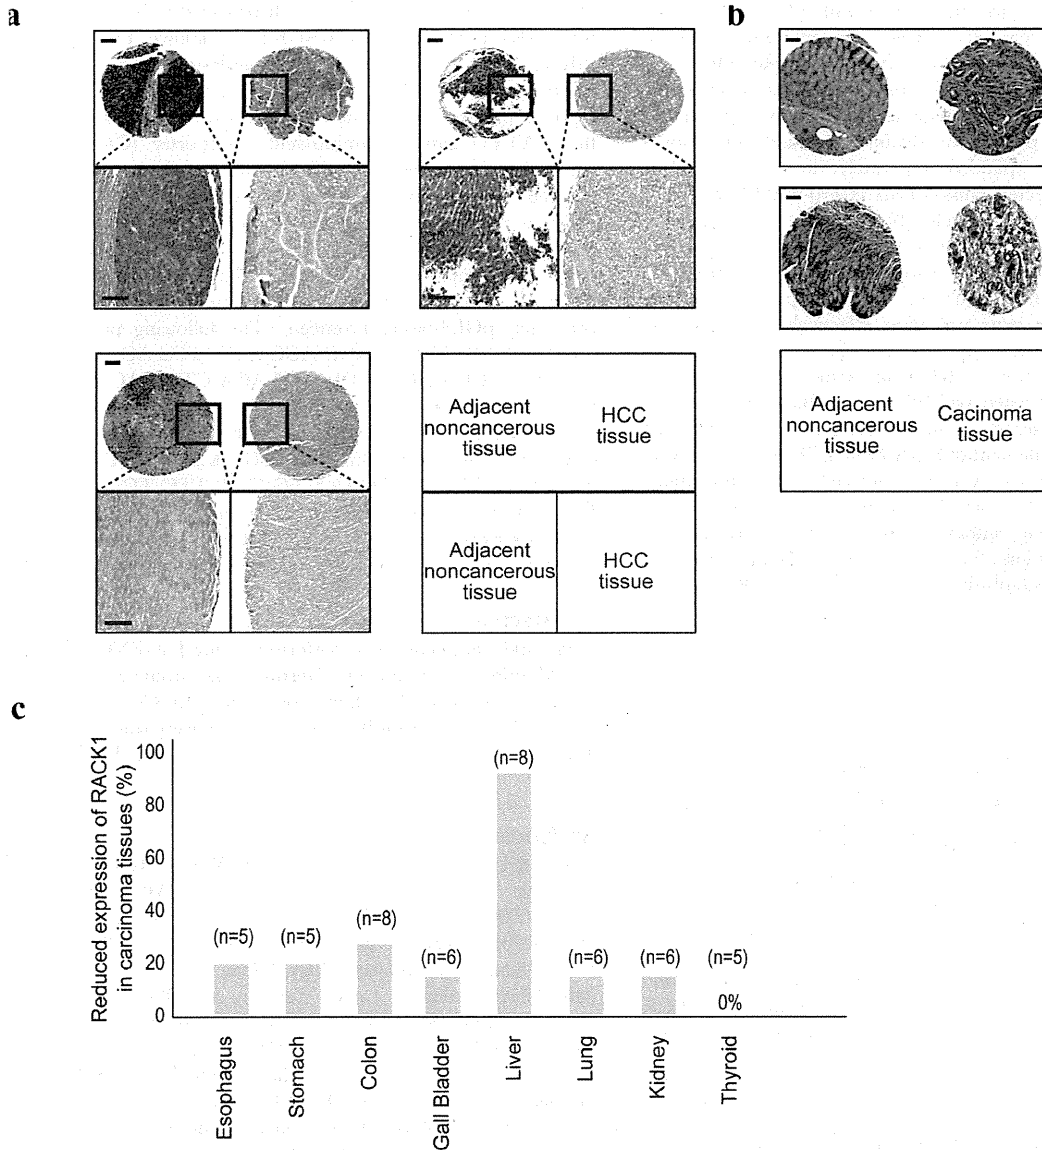 a
b
Adjacent
noncancerous
tissue
HCC
tissue
Adjacent
noncancerous
tissue
Cacinoma
tissue
Adjacent
noncancerous
tissue
HCC
tissue
c
Reduced expression of RACK1
in carcinoma tissues (%)
100
80
60
40
20
0
(n=5)
(n=5)
(n=8)
(n=6)
(n=8)
(n=6)
(n=6)
(n=5)
0%
Esophagus
Stomach
Colon
Gall Bladder
Liver
Lung
Kidney
Thyroid